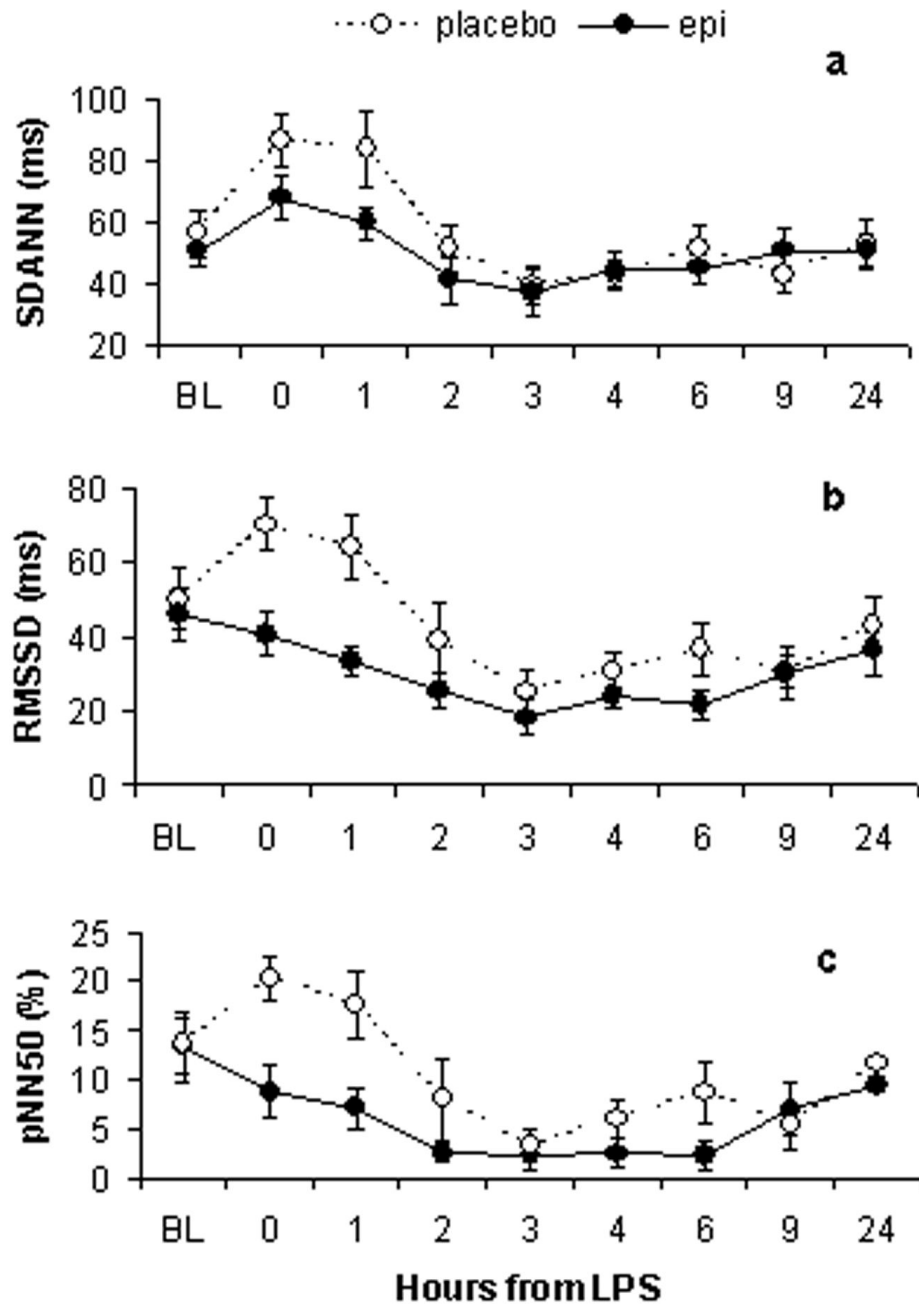 placebo epi
a
SDANN (ms)
100
80
60
40
20
BL 0 1 2 3 4 6 9 24
b
RMSSD (ms)
80
60
40
20
0
BL 0 1 2 3 4 6 9 24
c
pNN50 (%)
25
20
15
10
5
0
BL 0 1 2 3 4 6 9 24
Hours from LPS